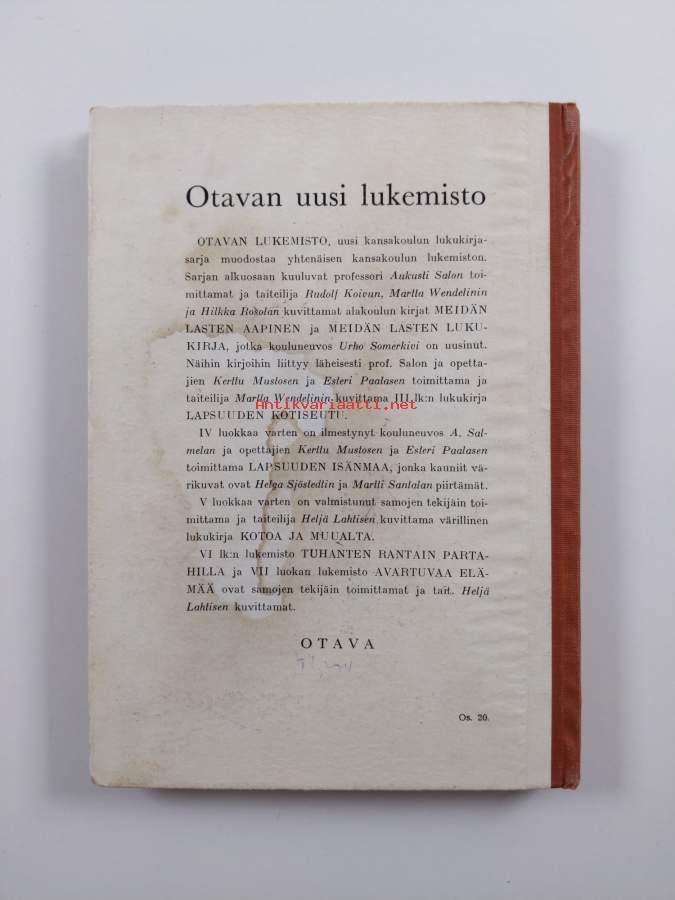 Otavan uusi lukemisto
OTAVAN LUKEMISTO, uusi kansakoulun lukukirja-
sarja muodostaa yhtenäisen kansakoulun lukemiston.
Sarjan alkuosaan kuuluvat professori Aukusti Salon toi-
mittamat ja taiteilija Rudolf Koivun, Martta Wendelinin
ja Hilkka Rosolan kuvittamat alakoulun kirjat MEIDÄN
LASTEN AAPINEN ja MEIDÄN LASTEN LUKU-
KIRJA, jotka kouluneuvos Urho Somerkivi on uusinut.
Näihin kirjoihin liittyy läheisesti prof. Salon ja opetta-
jien Kerttu Mustosen ja Esteri Paalasen toimittama ja
taiteilija Martta Wendelinin kuvittama III lk:n lukukirja
Antikvariaatti.net
LAPSUUDEN KOTISEUTU.
IV luokkaa varten on ilmestynyt kouluneuvos A. Sal-
melan ja opettajien Kerttu Mustosen ja Esteri Paalasen
toimittama LAPSUUDEN ISÄNMAA, jonka kauniit vä-
rikuvat ovat Helga Sjöstedtin ja Martti Santalan piirtämät.
V luokkaa varten on valmistunut samojen tekijäin toi-
mittama ja taiteilija Heljä Lahtisen kuvittama värillinen
lukukirja KOTOA JA MUUALTA.
VI lk:n lukemisto TUHANTEN RANTAIN PARTA-
HILLA ja VII luokan lukemisto AVARTUVAA ELÄ-
MÄÄ ovat samojen tekijäin toimittamat ja tait. Heljä
Lahtisen kuvittamat.
OTAVA
Os. 20.